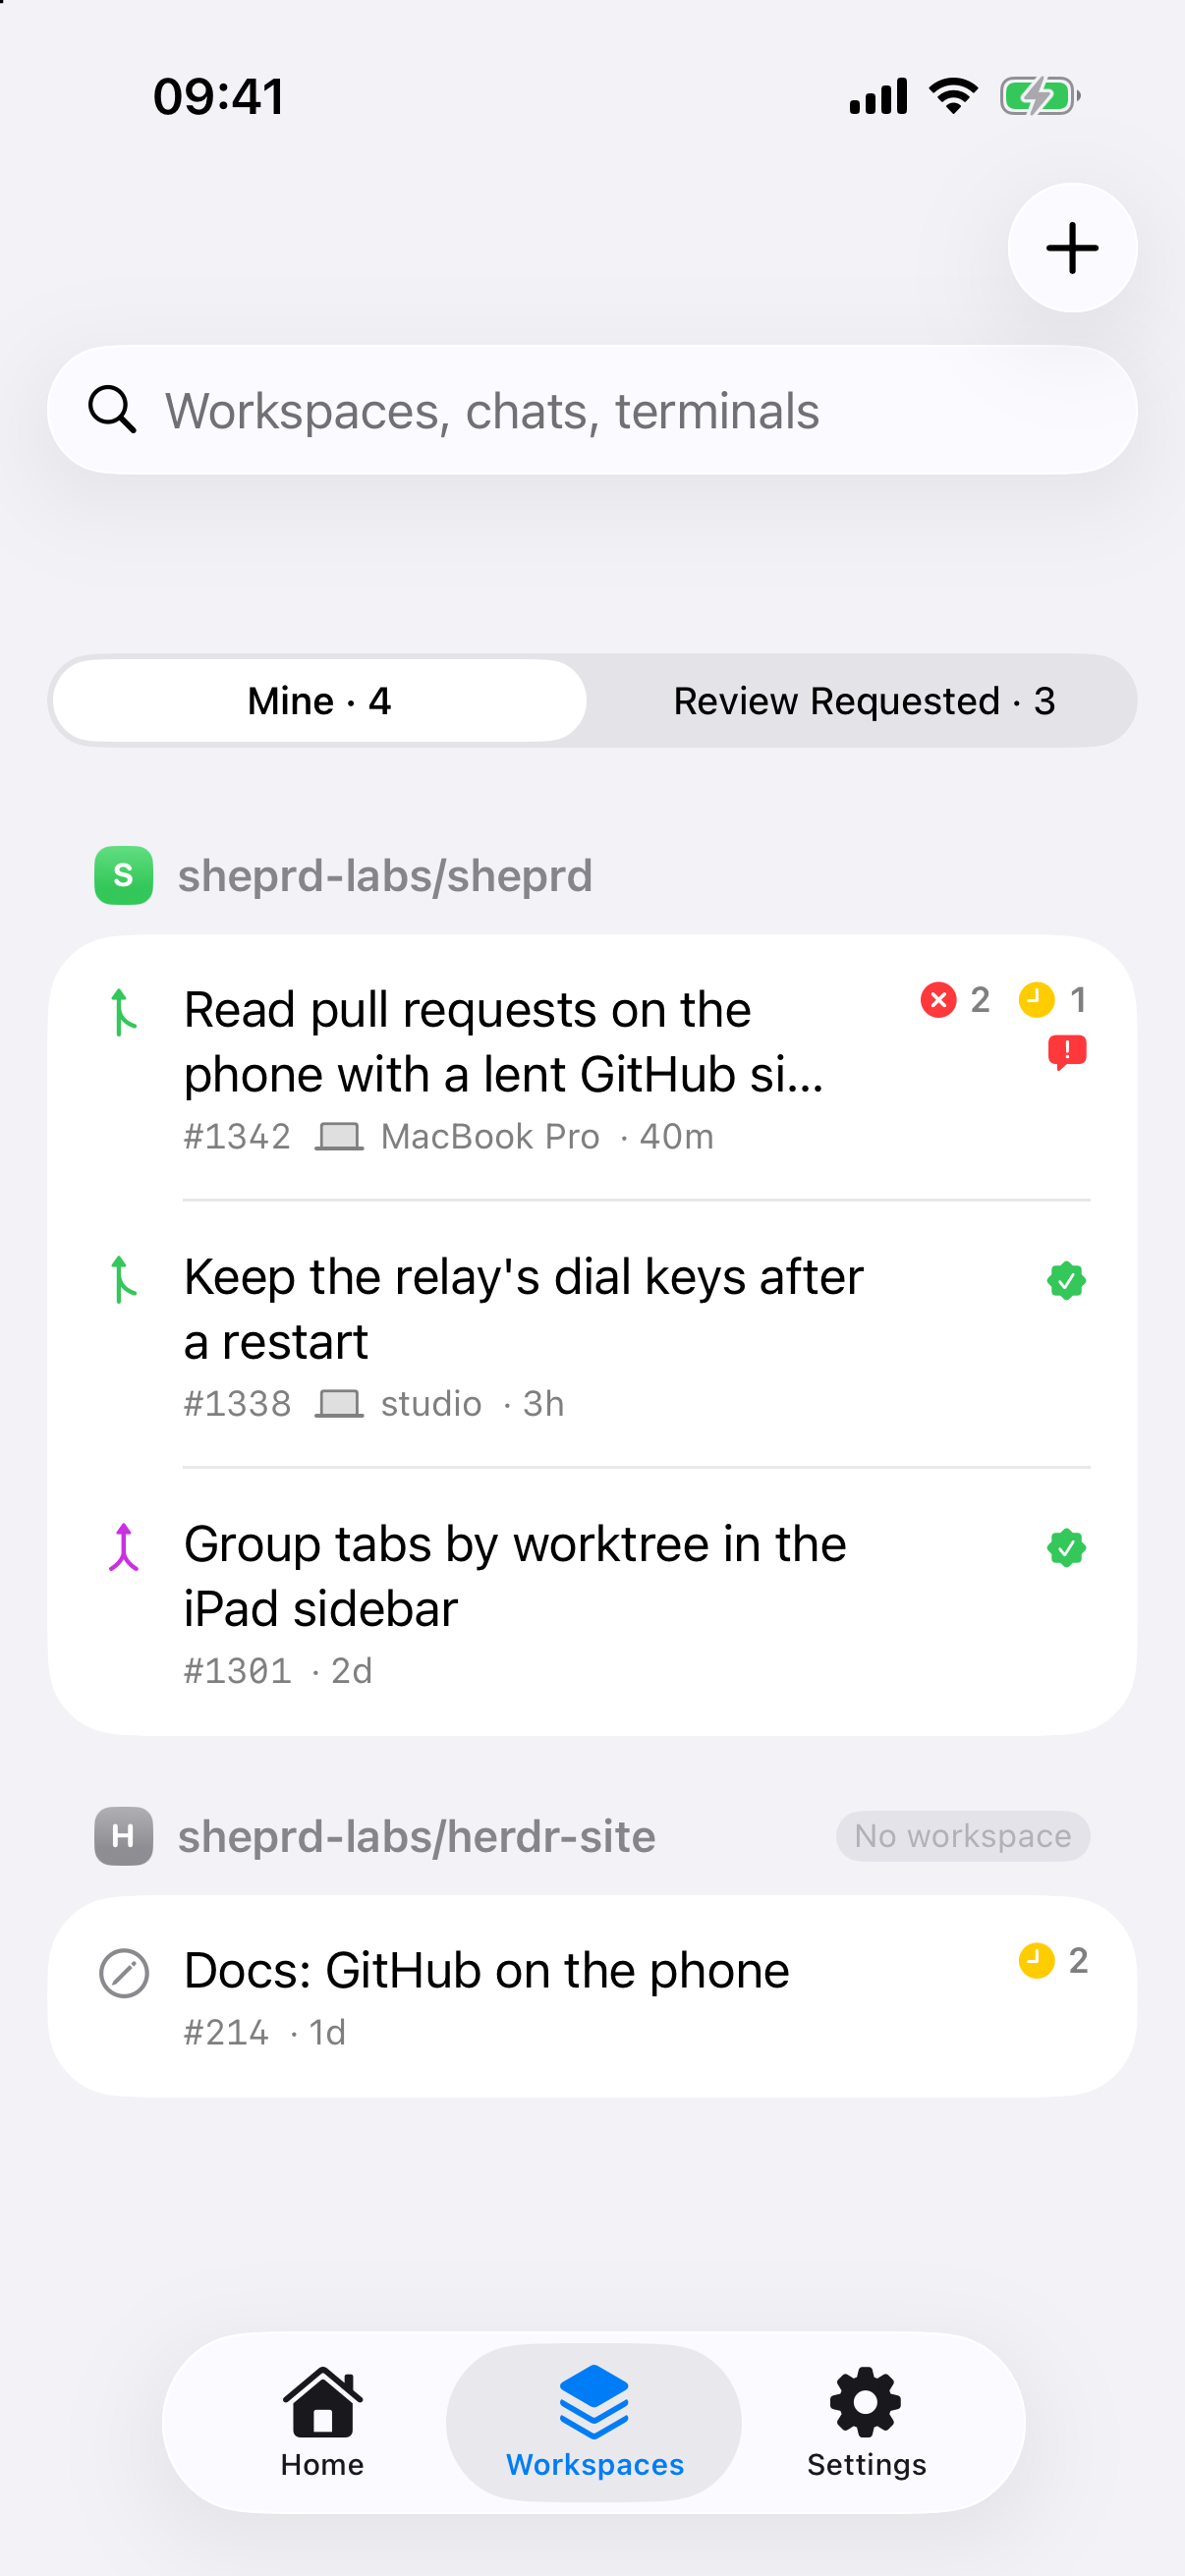 09:41
Workspaces, chats, terminals
Mine · 4
Review Requested · 3
S sheprd-labs/sheprd
Read pull requests on the
phone with a lent GitHub si...
2 1
#1342 MacBook Pro · 40m
Keep the relay's dial keys after
a restart
#1338 studio · 3h
Group tabs by worktree in the
iPad sidebar
#1301 · 2d
H sheprd-labs/herdr-site
No workspace
Docs: GitHub on the phone
2
#214 · 1d
Home
Workspaces
Settings